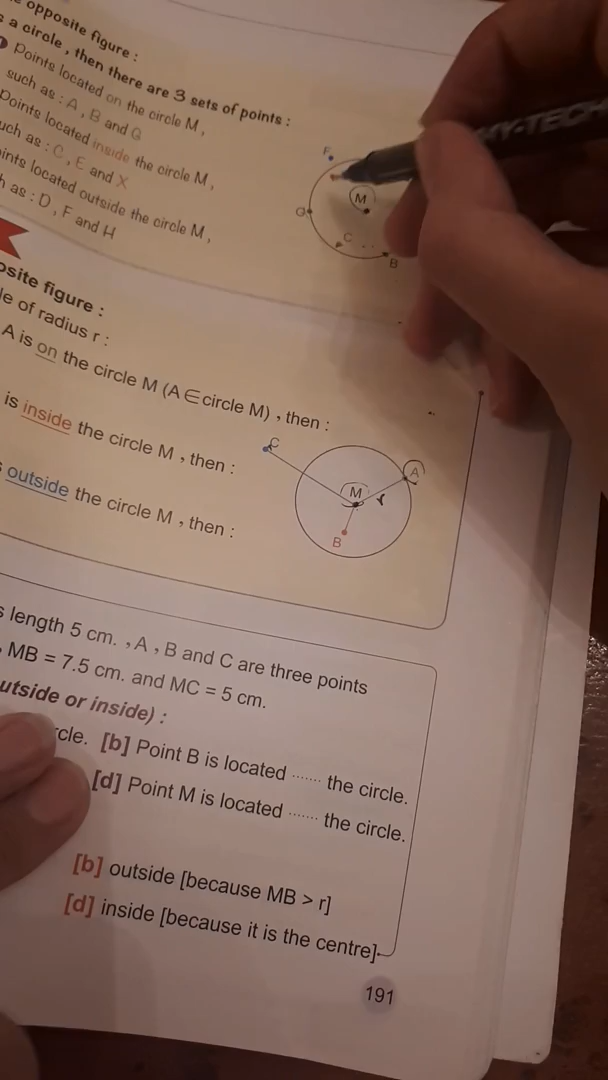 opposite figure :
a circle , then there are 3 sets of points :
Points located on the circle M ,
such as : A , B and G
Points located inside the circle M ,
such as : C , E and X
Points located outside the circle M ,
as : D , F and H
F
M
G
C
B
figure :
of radius r :
A is on the circle M (A ∈ circle M) , then :
is inside the circle M , then :
outside the circle M , then :
C
A
M
r
B
length 5 cm. , A , B and C are three points
MB = 7.5 cm. and MC = 5 cm.
outside or inside) :
[b] Point B is located ....... the circle.
[d] Point M is located ....... the circle.
[b] outside [because MB > r]
[d] inside [because it is the centre].
191